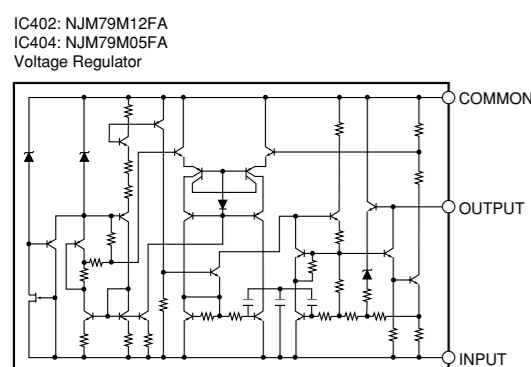 IC402: NJM79M12FA
IC404: NJM79M05FA
Voltage Regulator
COMMON
OUTPUT
INPUT